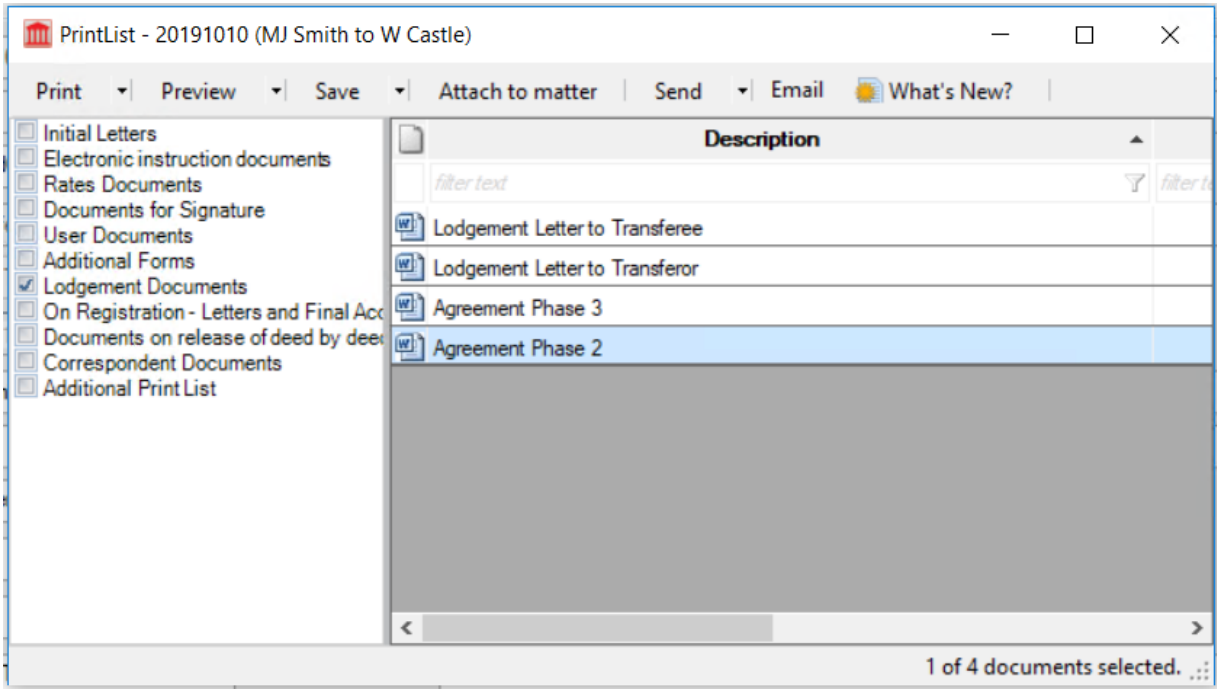 PrintList - 20191010 (MJ Smith to W Castle)
Print Preview Save Attach to matter Send Email What's New?
Initial Letters
Electronic instruction documents
Rates Documents
Documents for Signature
User Documents
Additional Forms
Lodgement Documents
On Registration - Letters and Final Acc
Documents on release of deed by deed
Correspondent Documents
Additional Print List
Description
filter text filter te
Lodgement Letter to Transferee
Lodgement Letter to Transferor
Agreement Phase 3
Agreement Phase 2
1 of 4 documents selected.